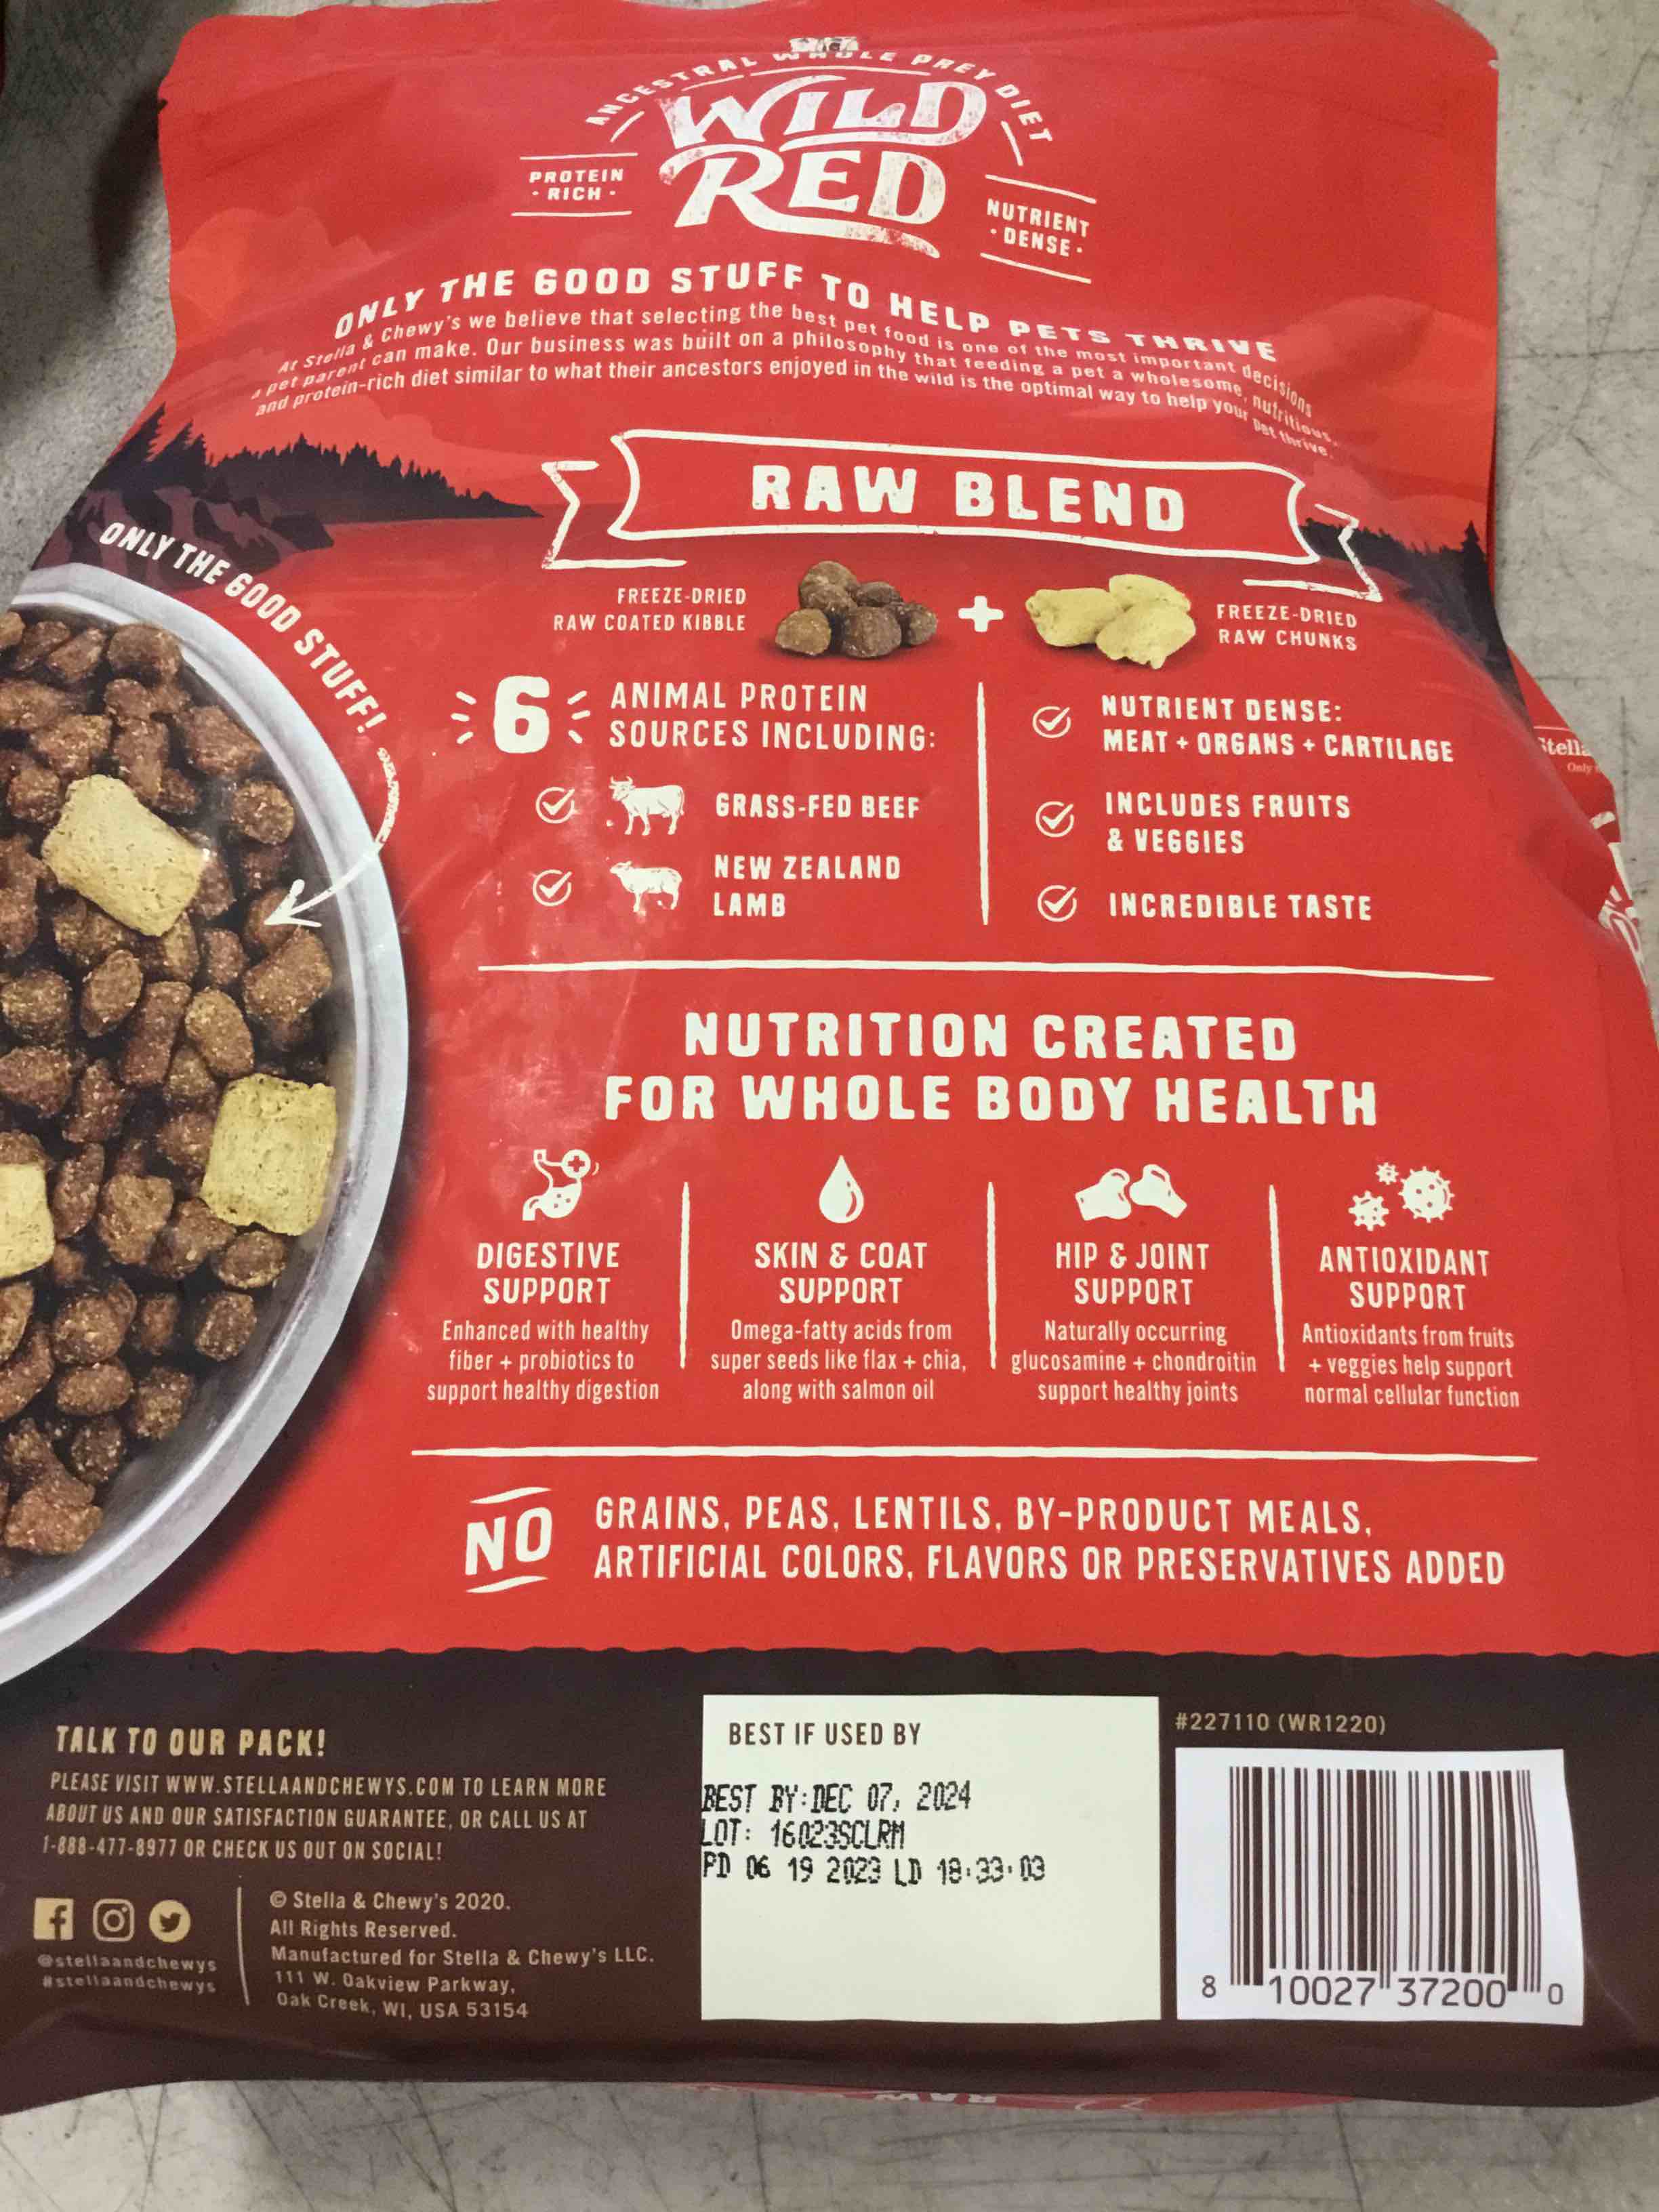 ANCESTRAL WHOLE PREY DIET
WILD
RED
PROTEIN
• RICH •
NUTRIENT
• DENSE •
ONLY THE GOOD STUFF TO HELP PETS THRIVE
At Stella & Chewy's we believe that selecting the best pet food is one of the most important decisions
a pet parent can make. Our business was built on a philosophy that feeding a pet a wholesome, nutritious,
and protein-rich diet similar to what their ancestors enjoyed in the wild is the optimal way to help your pet thrive.
RAW BLEND
ONLY THE GOOD STUFF!
FREEZE-DRIED
RAW COATED KIBBLE
+
FREEZE-DRIED
RAW CHUNKS
6 ANIMAL PROTEIN
SOURCES INCLUDING:
GRASS-FED BEEF
NEW ZEALAND
LAMB
NUTRIENT DENSE:
MEAT + ORGANS + CARTILAGE
INCLUDES FRUITS
& VEGGIES
INCREDIBLE TASTE
NUTRITION CREATED
FOR WHOLE BODY HEALTH
DIGESTIVE
SUPPORT
Enhanced with healthy
fiber + probiotics to
support healthy digestion
SKIN & COAT
SUPPORT
Omega-fatty acids from
super seeds like flax + chia,
along with salmon oil
HIP & JOINT
SUPPORT
Naturally occurring
glucosamine + chondroitin
support healthy joints
ANTIOXIDANT
SUPPORT
Antioxidants from fruits
+ veggies help support
normal cellular function
NO GRAINS, PEAS, LENTILS, BY-PRODUCT MEALS,
ARTIFICIAL COLORS, FLAVORS OR PRESERVATIVES ADDED
TALK TO OUR PACK!
PLEASE VISIT WWW.STELLAANDCHEWYS.COM TO LEARN MORE
ABOUT US AND OUR SATISFACTION GUARANTEE, OR CALL US AT
1-888-477-8977 OR CHECK US OUT ON SOCIAL!
@stellaandchewys
#stellaandchewys
© Stella & Chewy's 2020.
All Rights Reserved.
Manufactured for Stella & Chewy's LLC.
111 W. Oakview Parkway,
Oak Creek, WI, USA 53154
BEST IF USED BY
BEST BY:DEC 07, 2024
LOT: 16023SCLRM
PD 06 19 2023 LD 18:33:03
#227110 (WR1220)
8 10027 37200 0
Stella
Only
RAW